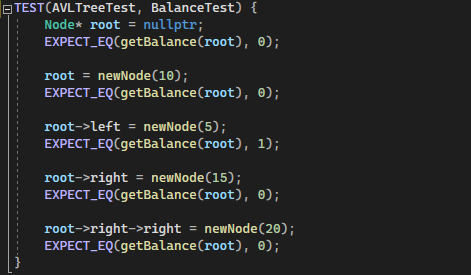 TEST(AVLTreeTest, BalanceTest) {
    Node* root = nullptr;
    EXPECT_EQ(getBalance(root), 0);

    root = newNode(10);
    EXPECT_EQ(getBalance(root), 0);

    root->left = newNode(5);
    EXPECT_EQ(getBalance(root), 1);

    root->right = newNode(15);
    EXPECT_EQ(getBalance(root), 0);

    root->right->right = newNode(20);
    EXPECT_EQ(getBalance(root), 0);
}